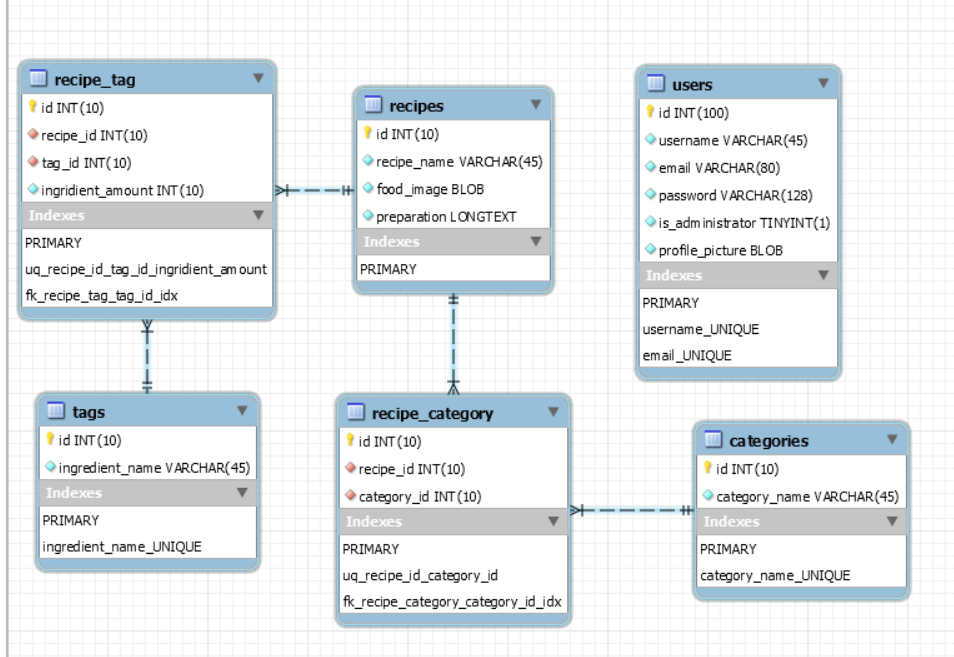 recipe_tag
id INT(10)
recipe_id INT(10)
tag_id INT(10)
ingridient_amount INT(10)
Indexes
PRIMARY
uq_recipe_id_tag_id_ingridient_amount
fk_recipe_tag_tag_id_idx
recipes
id INT(10)
recipe_name VARCHAR(45)
food_image BLOB
preparation LONGTEXT
Indexes
PRIMARY
users
id INT(100)
username VARCHAR(45)
email VARCHAR(80)
password VARCHAR(128)
is_administrator TINYINT(1)
profile_picture BLOB
Indexes
PRIMARY
username_UNIQUE
email_UNIQUE
tags
id INT(10)
ingredient_name VARCHAR(45)
Indexes
PRIMARY
ingredient_name_UNIQUE
recipe_category
id INT(10)
recipe_id INT(10)
category_id INT(10)
Indexes
PRIMARY
uq_recipe_id_category_id
fk_recipe_category_category_id_idx
categories
id INT(10)
category_name VARCHAR(45)
Indexes
PRIMARY
category_name_UNIQUE